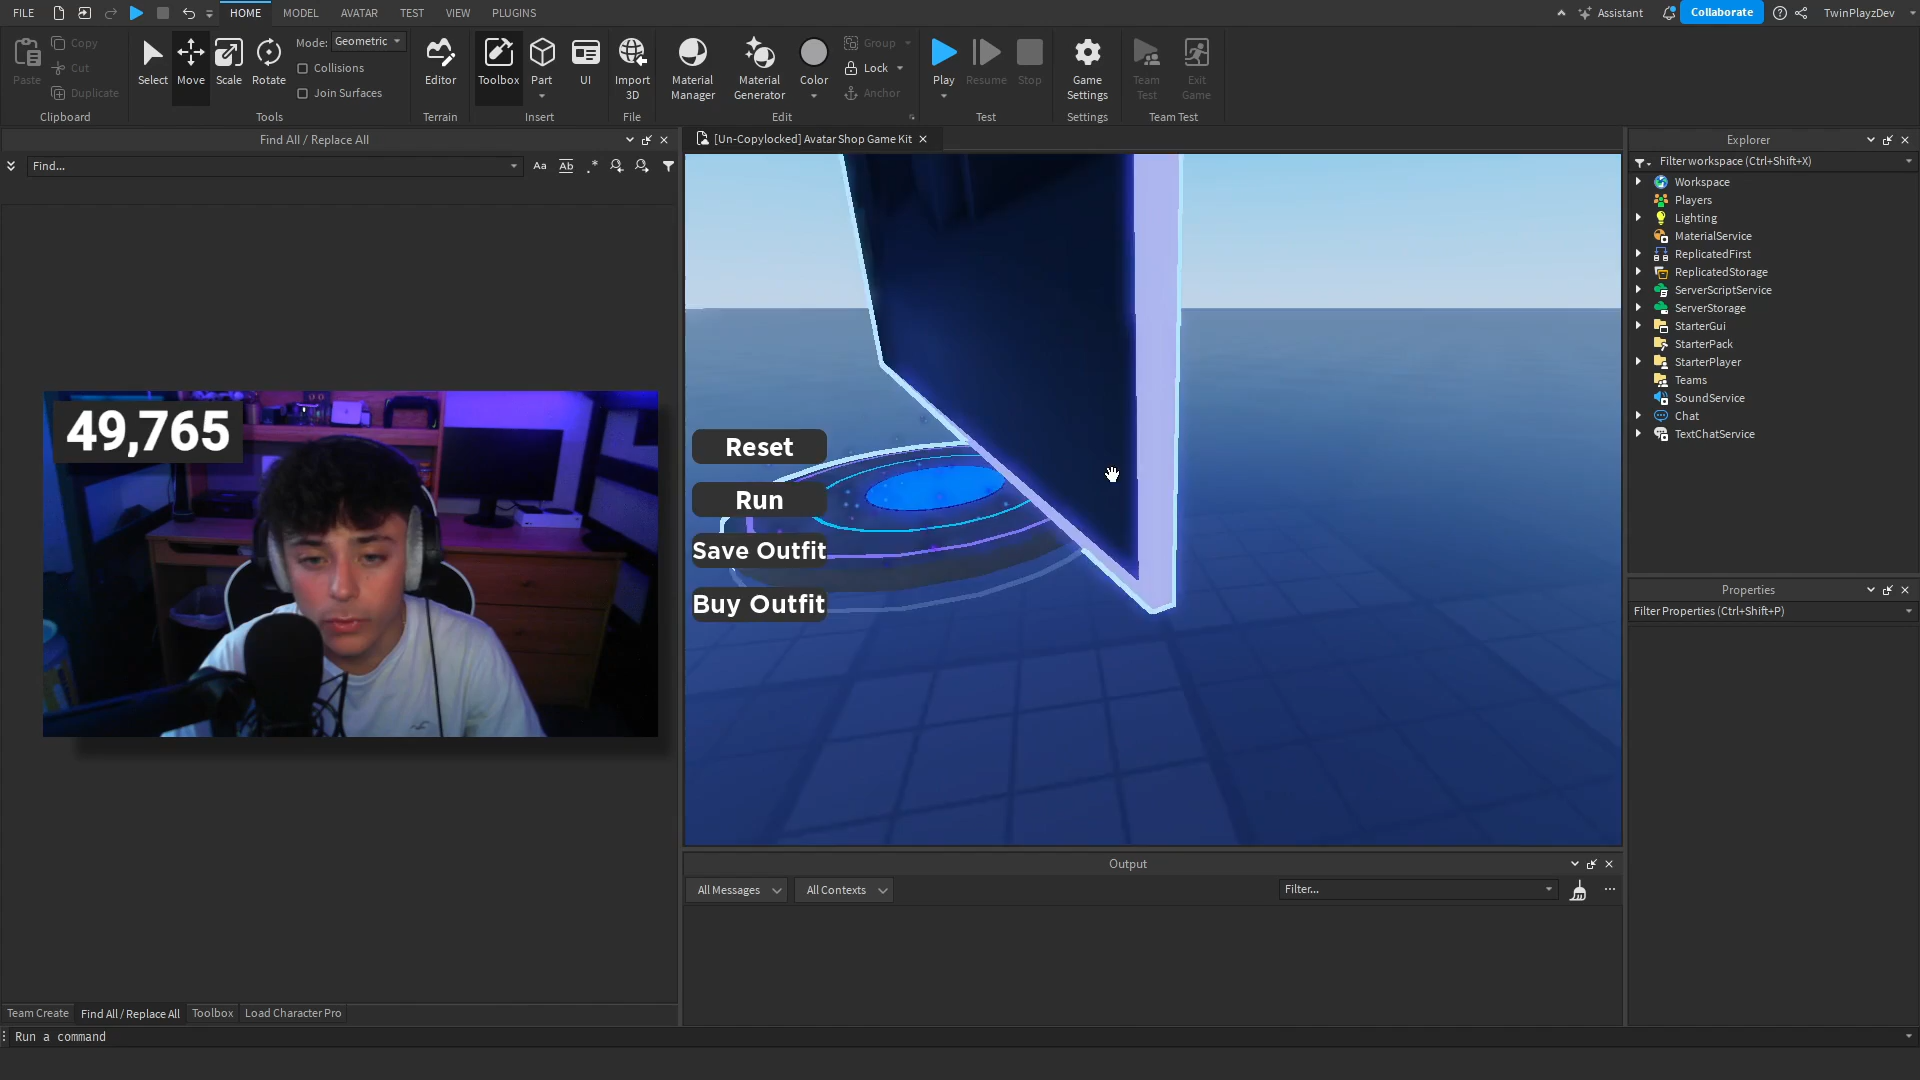 FILE HOME MODEL AVATAR TEST VIEW PLUGINS Assistant Collaborate TwinPlayzDev
Paste Copy Cut Duplicate Clipboard
Select Move Scale Rotate Mode: Geometric Collisions Join Surfaces Tools
Editor Terrain
Toolbox Part UI Insert
Import 3D File
Material Manager Material Generator Color Group Lock Anchor Edit
Play Resume Stop Test
Game Settings Settings
Team Test Exit Game Team Test
Find All / Replace All
Find... Aa Ab .*
[Un-Copylocked] Avatar Shop Game Kit
49,765
Reset
Run
Save Outfit
Buy Outfit
Explorer
Filter workspace (Ctrl+Shift+X)
Workspace
Players
Lighting
MaterialService
ReplicatedFirst
ReplicatedStorage
ServerScriptService
ServerStorage
StarterGui
StarterPack
StarterPlayer
Teams
SoundService
Chat
TextChatService
Properties
Filter Properties (Ctrl+Shift+P)
Output
All Messages All Contexts Filter...
Team Create Find All / Replace All Toolbox Load Character Pro
Run a command